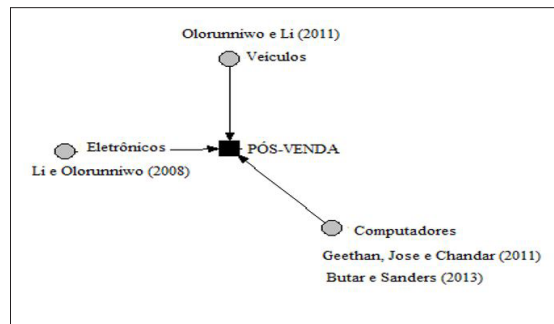 Olorunniwo e Li (2011)
Veículos
Eletrônicos
PÓS-VENDA
Li e Olorunniwo (2008)
Computadores
Geethan, Jose e Chandar (2011)
Butar e Sanders (2013)